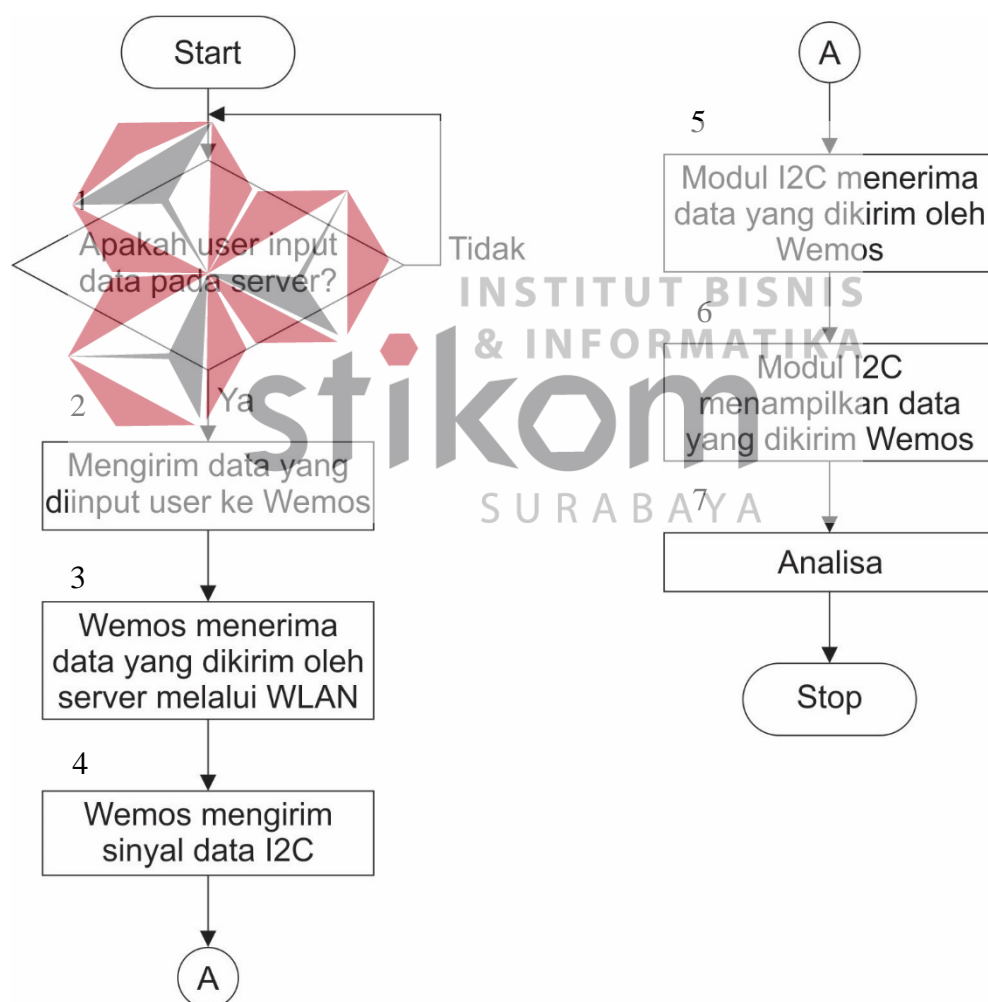 Start
1
Apakah user input
data pada server?
Tidak
Ya
2
Mengirim data yang
diinput user ke Wemos
3
Wemos menerima
data yang dikirim oleh
server melalui WLAN
4
Wemos mengirim
sinyal data I2C
A
A
5
Modul I2C menerima
data yang dikirim oleh
Wemos
6
Modul I2C
menampilkan data
yang dikirim Wemos
7
Analisa
Stop
INSTITUT BISNIS
& INFORMATIKA
stikom
SURABAYA